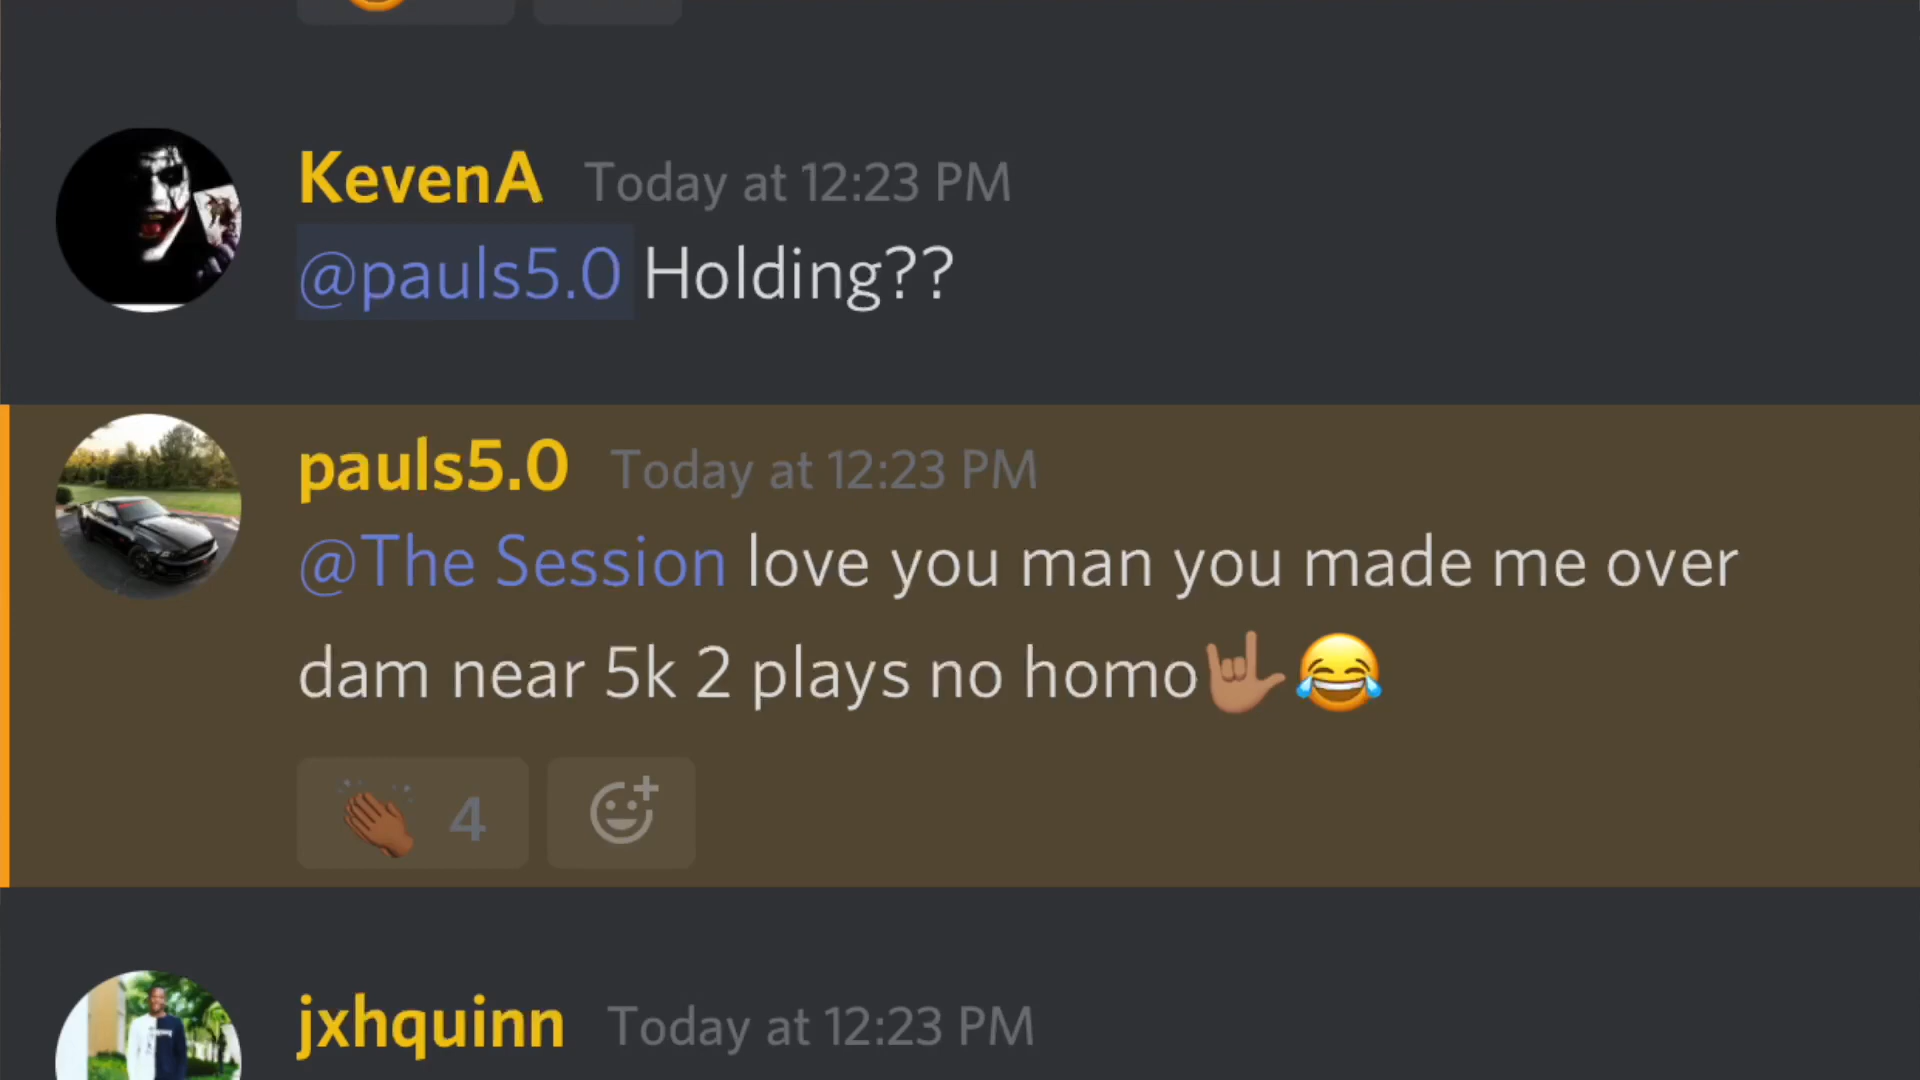 KevenA Today at 12:23 PM
@pauls5.0 Holding??
pauls5.0 Today at 12:23 PM
@The Session love you man you made me over
dam near 5k 2 plays no homo🤟🏽😂
👏🏾 4
jxhquinn Today at 12:23 PM